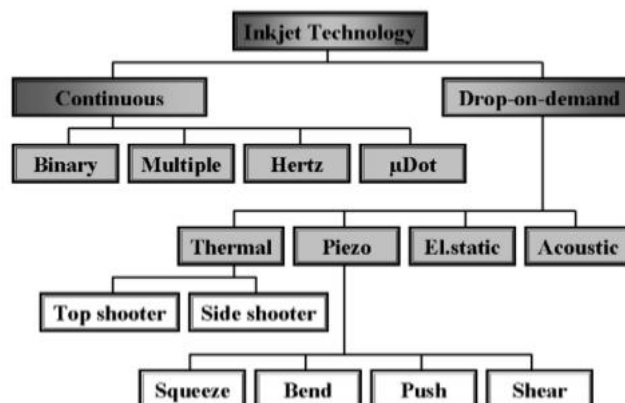 Inkjet Technology
Continuous
Drop-on-demand
Binary
Multiple
Hertz
µDot
Thermal
Piezo
El.static
Acoustic
Top shooter
Side shooter
Squeeze
Bend
Push
Shear